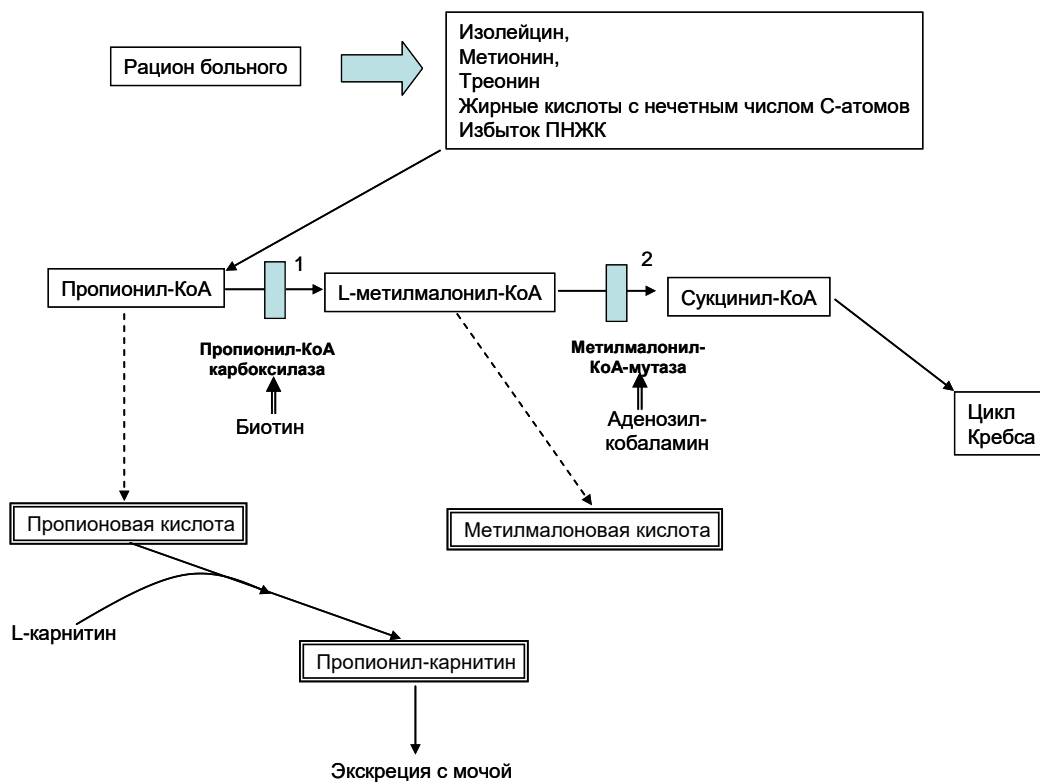 Рацион больного
Изолейцин,
Метионин,
Треонин
Жирные кислоты с нечетным числом С-атомов
Избыток ПНЖК
Пропионил-КоА
1
L-метилмалонил-КоА
2
Сукцинил-КоА
Пропионил-КоА
карбоксилаза
Биотин
Метилмалонил-
КоА-мутаза
Аденозил-
кобаламин
Цикл
Кребса
Пропионовая кислота
Метилмалоновая кислота
L-карнитин
Пропионил-карнитин
Экскреция с мочой